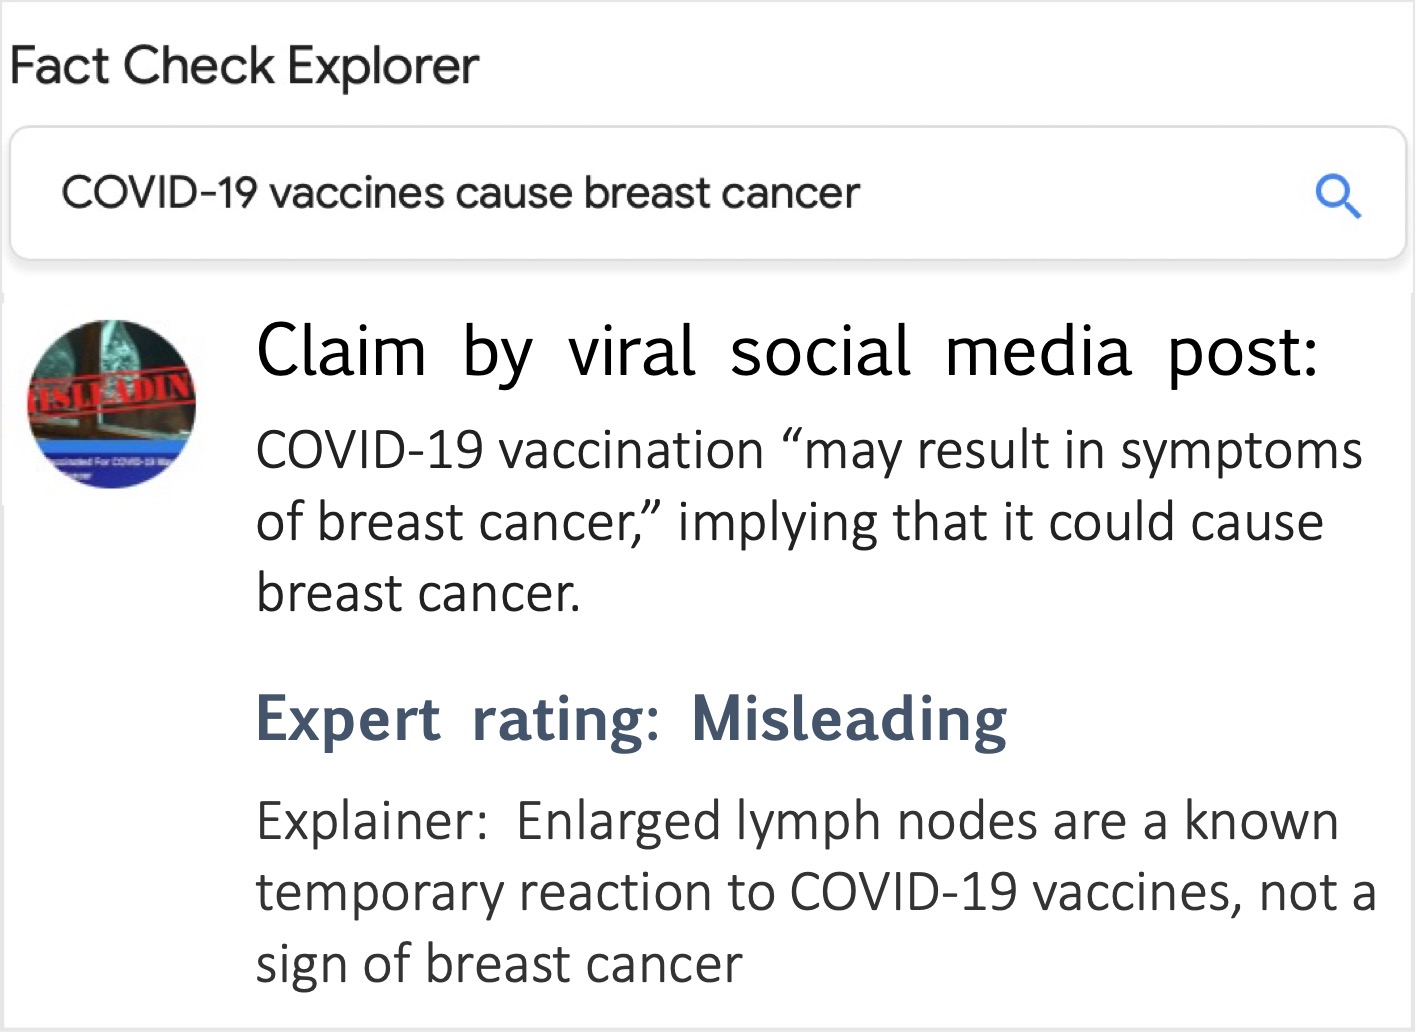 Fact Check Explorer
COVID-19 vaccines cause breast cancer
Claim by viral social media post:
COVID-19 vaccination “may result in symptoms
of breast cancer,” implying that it could cause
breast cancer.
Expert rating: Misleading
Explainer: Enlarged lymph nodes are a known
temporary reaction to COVID-19 vaccines, not a
sign of breast cancer